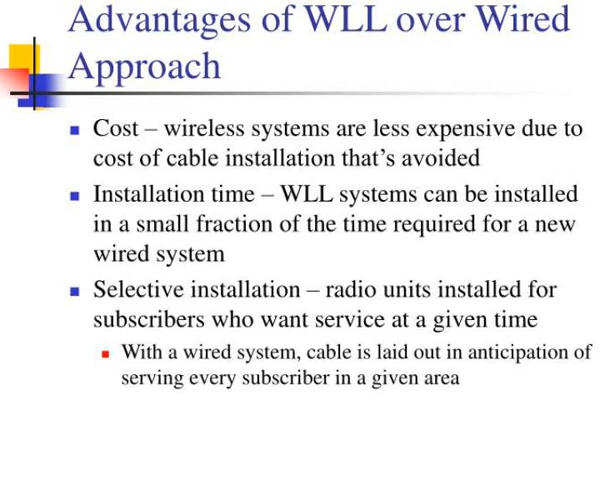 Advantages of WLL over Wired
Approach
Cost – wireless systems are less expensive due to
cost of cable installation that’s avoided
Installation time – WLL systems can be installed
in a small fraction of the time required for a new
wired system
Selective installation – radio units installed for
subscribers who want service at a given time
With a wired system, cable is laid out in anticipation of
serving every subscriber in a given area